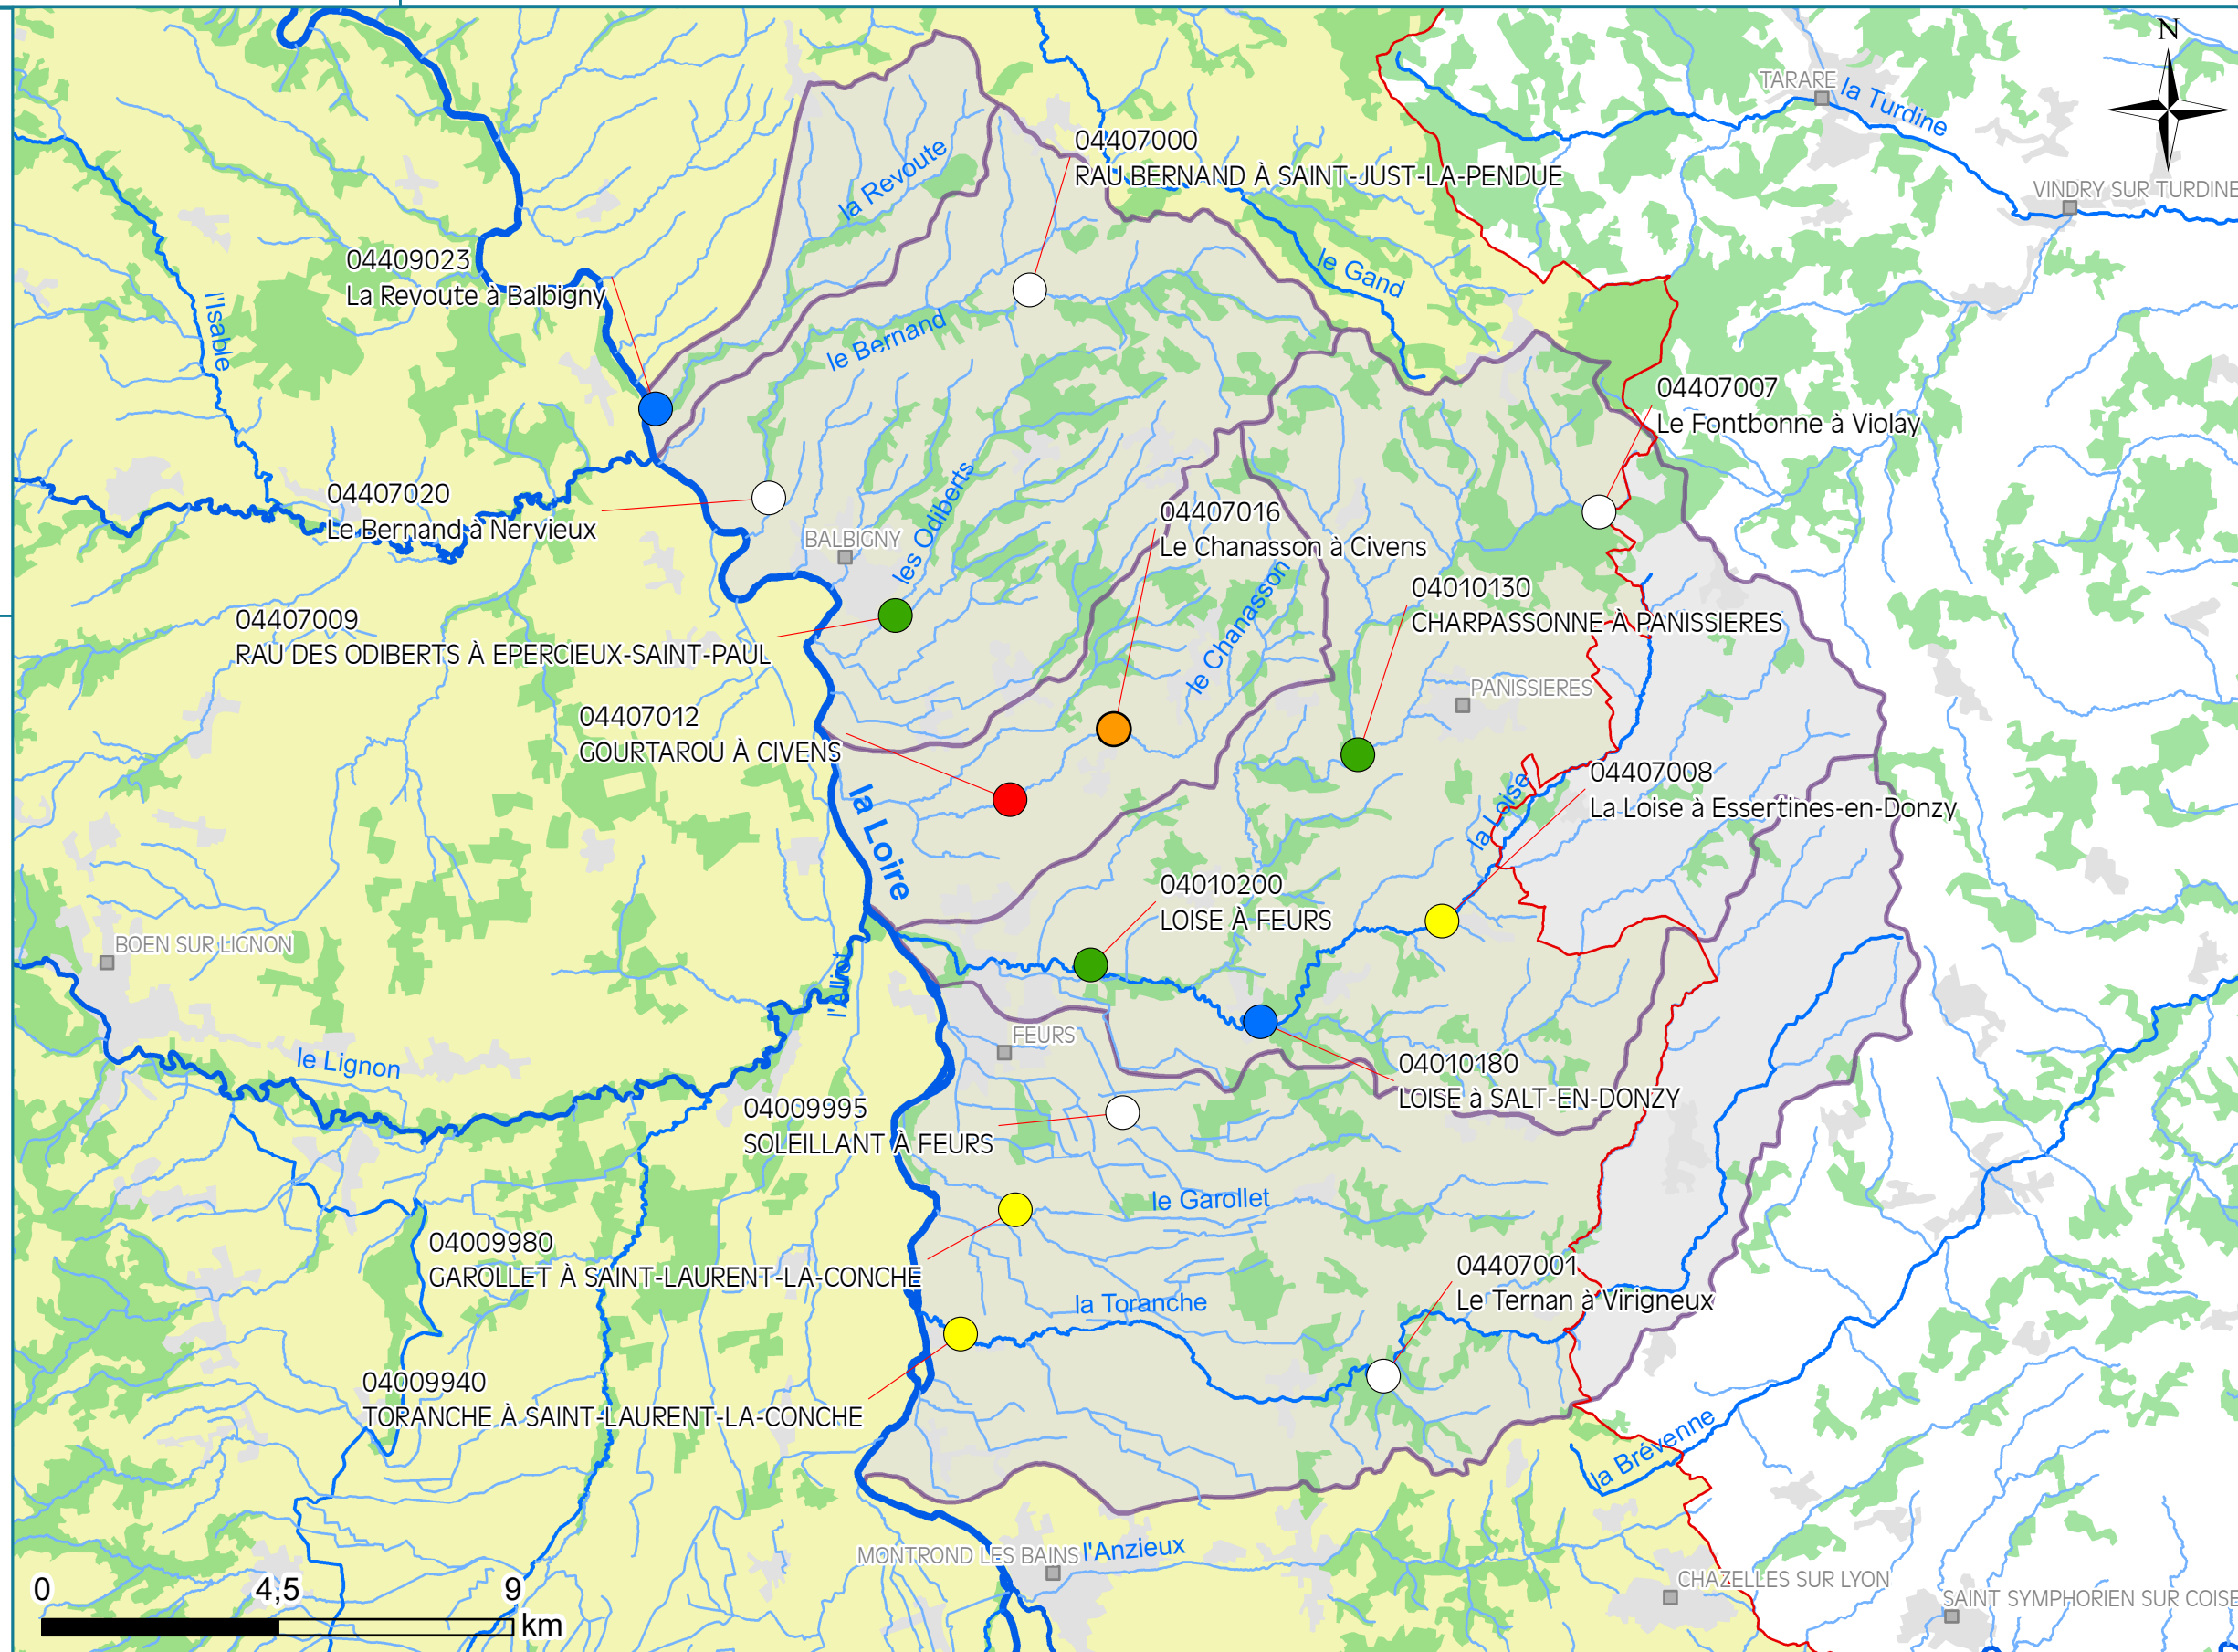 N
TARARE
la Turdine
VINDRY SUR TURDINE
04407000
RAU BERNAND À SAINT-JUST-LA-PENDUE
la Revoute
le Gand
04409023
La Revoute à Balbigny
l'Isable
le Bernand
04407007
Le Fontbonne à Violay
04407020
Le Bernand à Nervieux
BALBIGNY
les Odiberts
04407016
Le Chanasson à Civens
le Chanasson
04010130
CHARPASSONNE À PANISSIERES
04407009
RAU DES ODIBERTS À EPERCIEUX-SAINT-PAUL
PANISSIERES
04407012
GOURTAROU À CIVENS
la Loire
la Loise
04407008
La Loise à Essertines-en-Donzy
04010200
LOISE À FEURS
BOEN SUR LIGNON
FEURS
le Lignon
04010180
LOISE à SALT-EN-DONZY
04009995
SOLEILLANT À FEURS
le Garollet
04009980
GAROLLET À SAINT-LAURENT-LA-CONCHE
04407001
Le Ternan à Virigneux
la Toranche
04009940
TORANCHE À SAINT-LAURENT-LA-CONCHE
la Brévenne
MONTROND LES BAINS
l'Anzieux
CHAZELLES SUR LYON
SAINT SYMPHORIEN SUR COISE
0 4,5 9
km